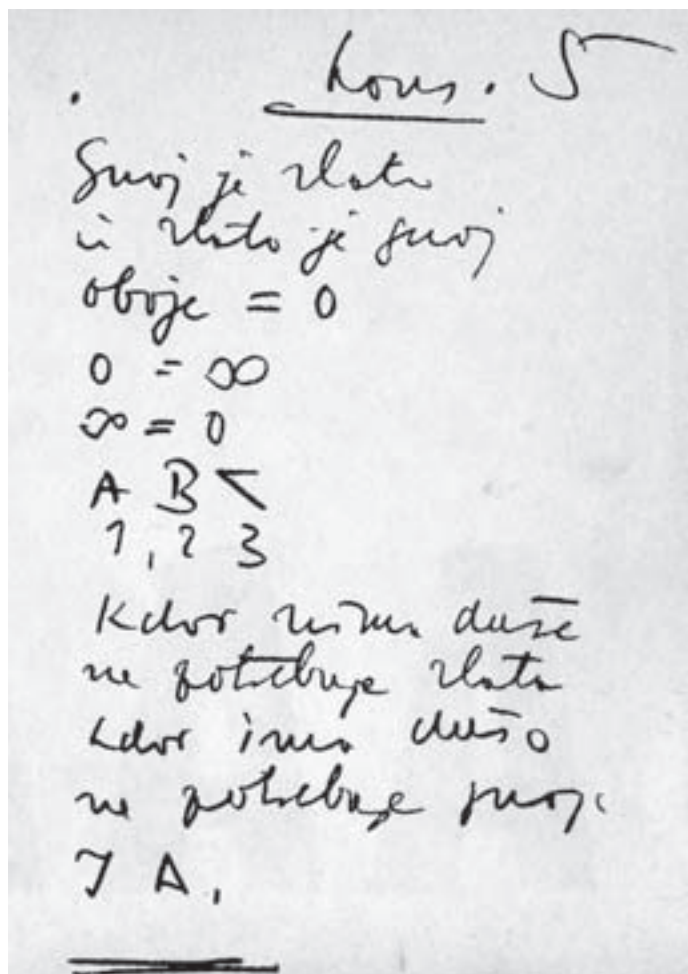 Kons. 5
Gnoj je zlato
in zlato je gnoj
oboje = 0
0 = ∞
∞ = 0
A B <
1, 2 3
Kdor nima duše
ne potrebuje zlata
kdor ima dušo
ne potrebuje gnoja
I A,